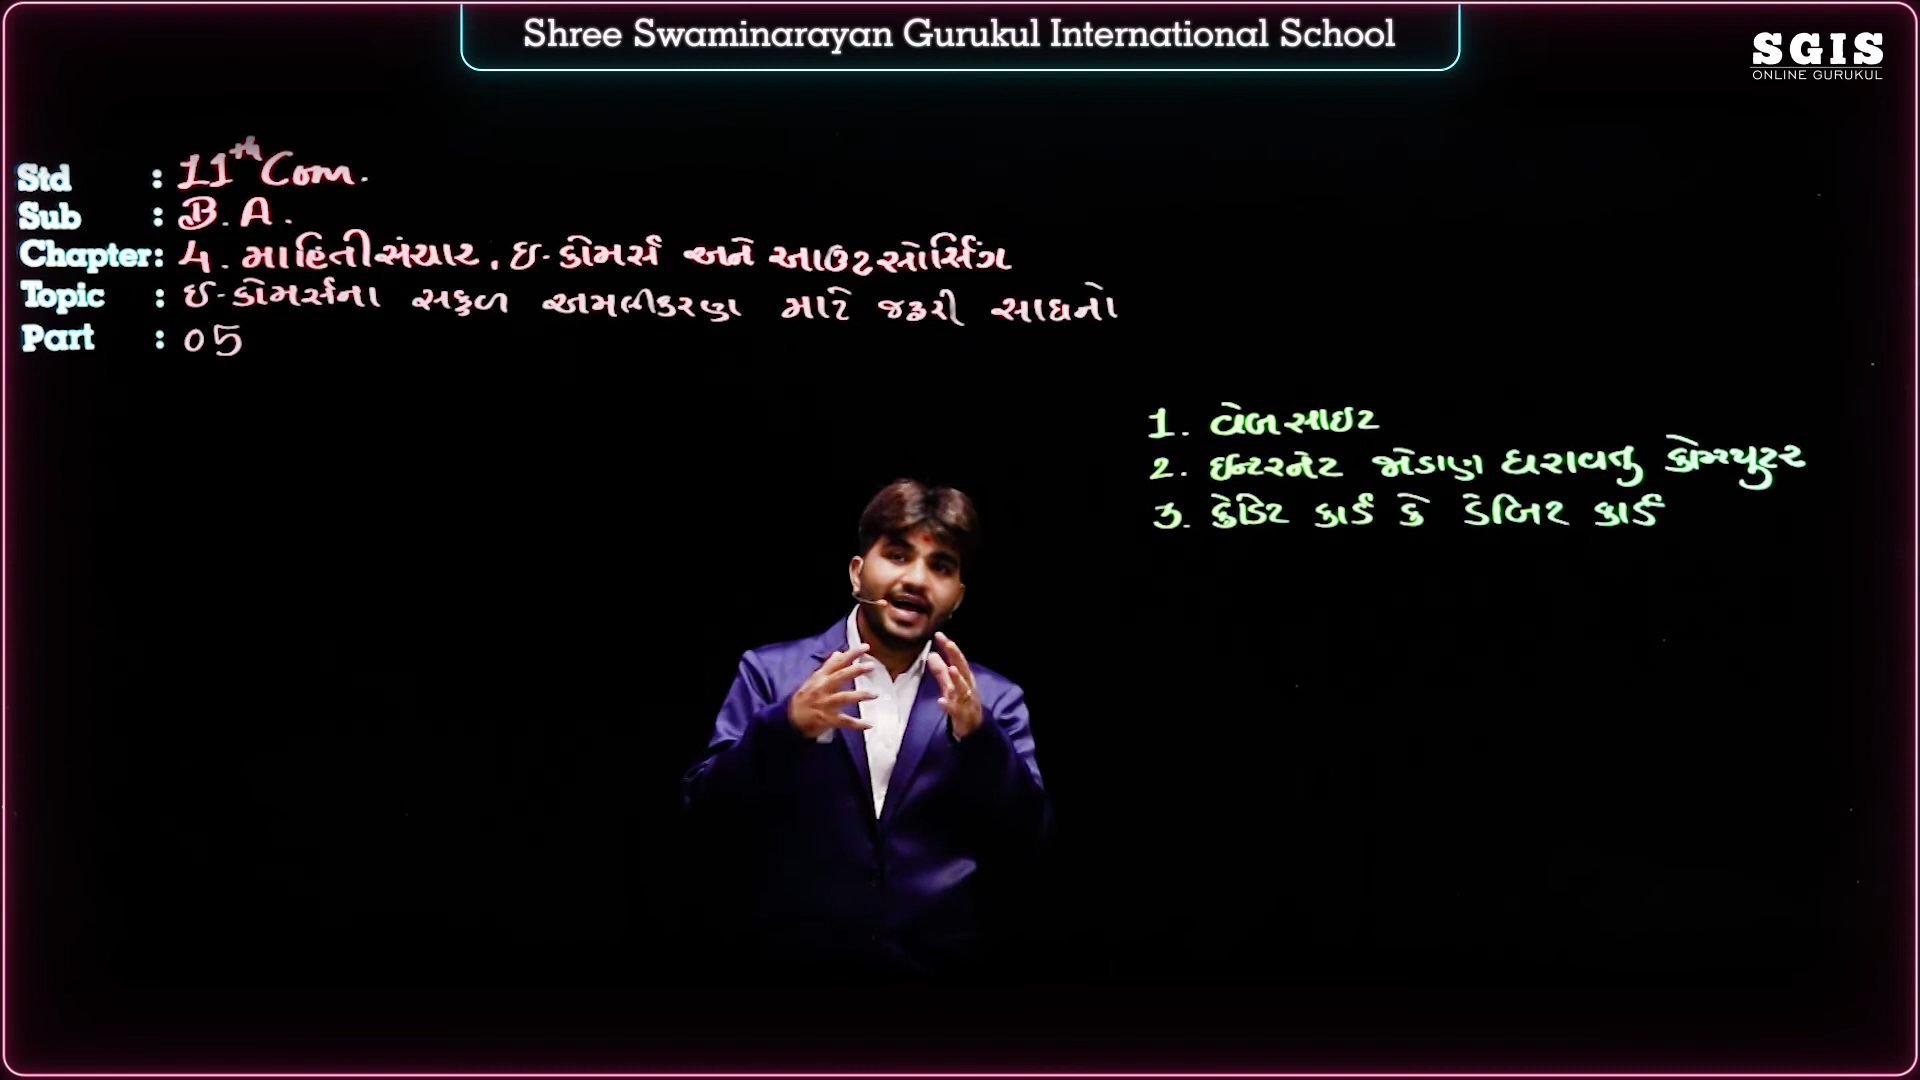 Shree Swaminarayan Gurukul International School
SGIS
ONLINE GURUKUL
Std : 11th Com.
Sub : B.A.
Chapter: 4. માહિતીસંચાર, ઇ-કોમર્સ અને આઉટસોર્સિંગ
Topic : ઈ-કોમર્સના સફળ અમલીકરણ માટે જરૂરી સાધનો
Part : 05
1. વેબસાઇટ
2. ઇન્ટરનેટ જોડાણ ધરાવતુ કોમ્પ્યુટર
3. ક્રેડિટ કાર્ડ કે ડેબિટ કાર્ડ